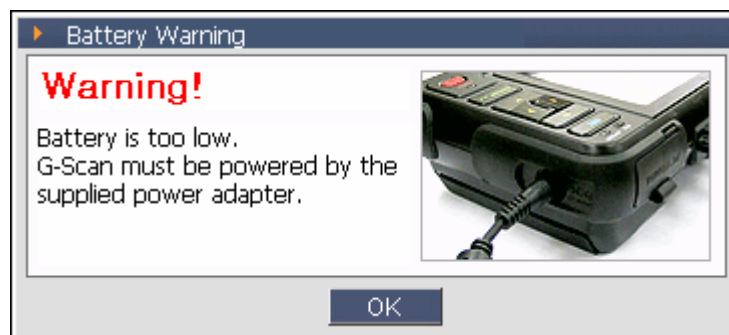 Battery Warning
Warning!
Battery is too low.
G-Scan must be powered by the
supplied power adapter.
OK